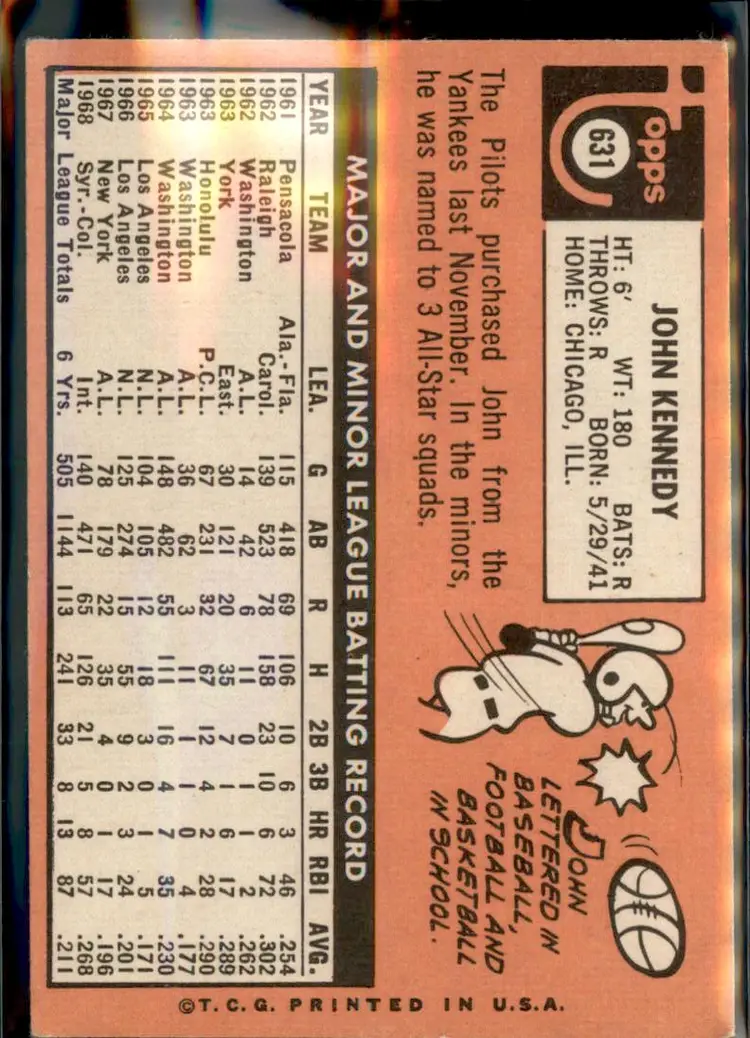 Topps
631
JOHN KENNEDY
HT: 6' WT: 180 BATS: R
THROWS: R BORN: 5/29/41
HOME: CHICAGO, ILL.
The Pilots purchased John from the
Yankees last November. In the minors,
he was named to 3 All-Star squads.
JOHN
LETTERED IN
BASEBALL,
FOOTBALL AND
BASKETBALL
IN SCHOOL.
MAJOR AND MINOR LEAGUE BATTING RECORD
YEAR TEAM LEA. G AB R H 2B 3B HR RBI AVG.
1961 Pensacola Ala.-Fla. 115 418 69 106 10 6 3 46 .254
1962 Raleigh Carol. 139 523 78 158 23 10 6 72 .302
1962 Washington A.L. 14 42 6 11 0 1 1 2 .262
1963 York East. 30 121 20 35 7 1 6 17 .289
1963 Honolulu P.C.L. 67 231 32 67 12 4 2 28 .290
1963 Washington A.L. 36 62 3 11 1 1 0 4 .177
1964 Washington A.L. 148 482 55 111 16 4 7 35 .230
1965 Los Angeles N.L. 104 105 12 18 3 0 1 5 .171
1966 Los Angeles N.L. 125 274 15 55 9 2 3 24 .201
1967 New York A.L. 78 179 22 35 4 0 1 17 .196
1968 Syr.-Col. Int. 140 471 65 126 21 5 8 57 .268
Major League Totals 6 Yrs. 505 1144 113 241 33 8 13 87 .211
©T.C.G. PRINTED IN U.S.A.